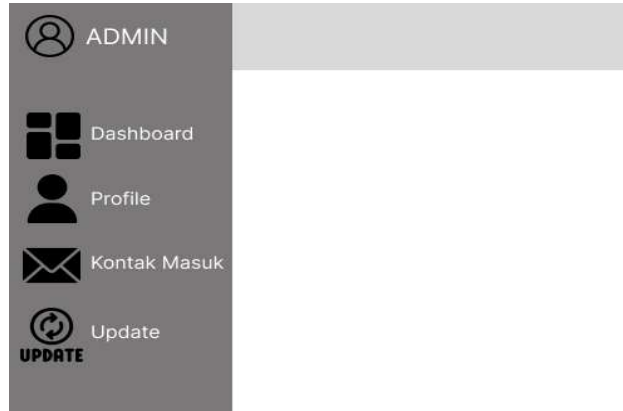 ADMIN
Dashboard
Profile
Kontak Masuk
Update
UPDATE